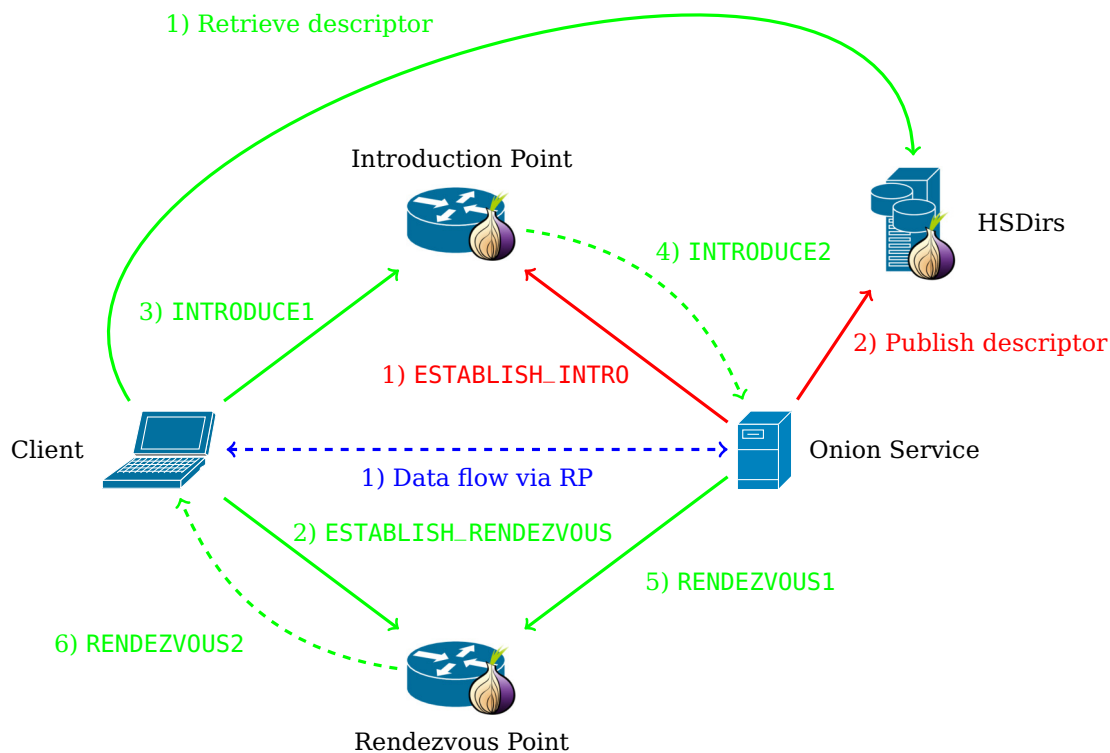 1) Retrieve descriptor
Introduction Point
HSDirs
4) INTRODUCE2
3) INTRODUCE1
2) Publish descriptor
1) ESTABLISH_INTRO
Client
Onion Service
1) Data flow via RP
2) ESTABLISH_RENDEZVOUS
5) RENDEZVOUS1
6) RENDEZVOUS2
Rendezvous Point